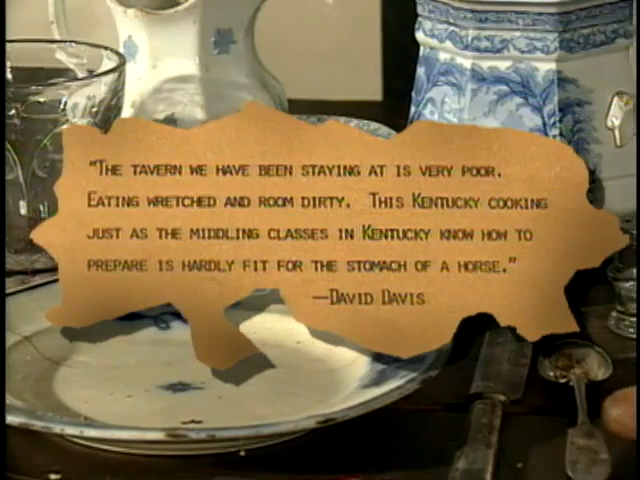 "The tavern we have been staying at is very poor.
Eating wretched and room dirty. This Kentucky cooking
just as the middling classes in Kentucky know how to
prepare is hardly fit for the stomach of a horse."
—David Davis